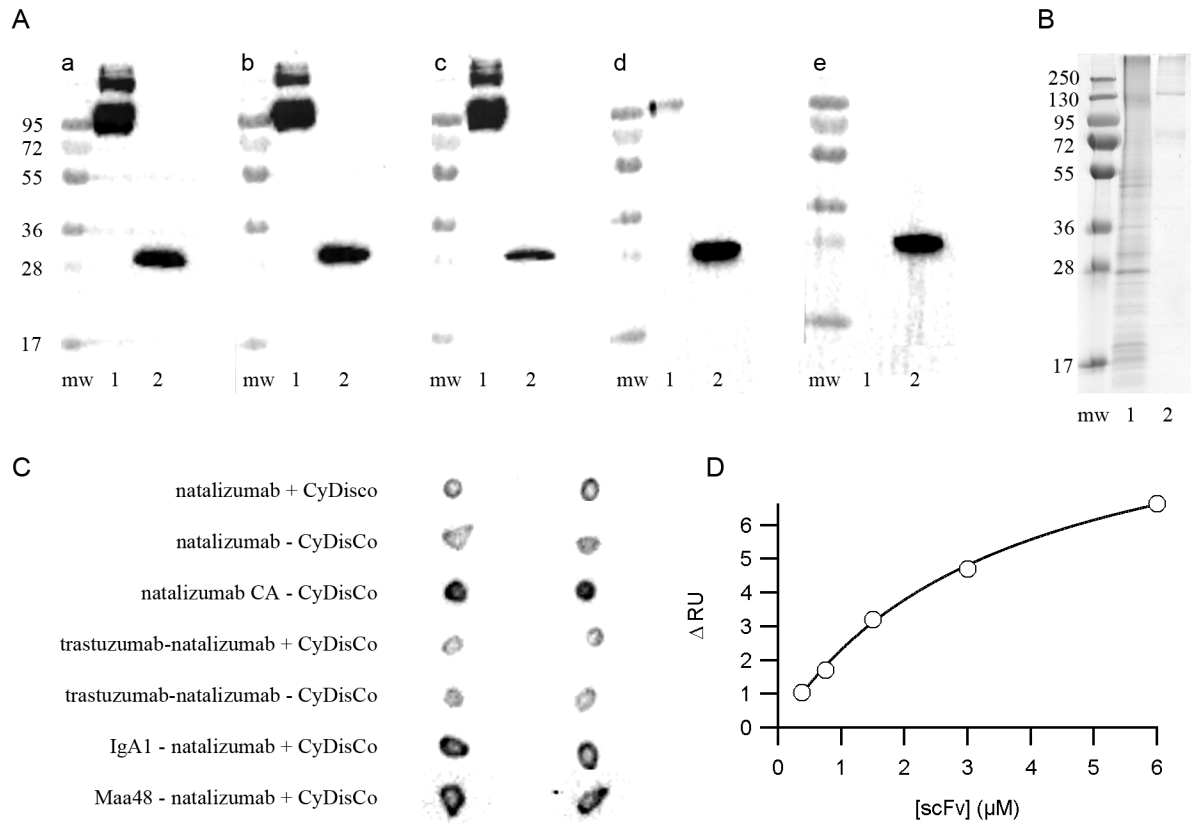 A
B
a
b
c
d
e
95
72
55
36
28
17
mw 1 2
mw 1 2
mw 1 2
mw 1 2
mw 1 2
250
130
95
72
55
36
28
17
mw 1 2
C
natalizumab + CyDisco
natalizumab - CyDisCo
natalizumab CA - CyDisCo
trastuzumab-natalizumab + CyDisCo
trastuzumab-natalizumab - CyDisCo
IgA1 - natalizumab + CyDisCo
Maa48 - natalizumab + CyDisCo
D
6
5
4
3
2
1
0
Δ RU
0 1 2 3 4 5 6
[scFv] (µM)